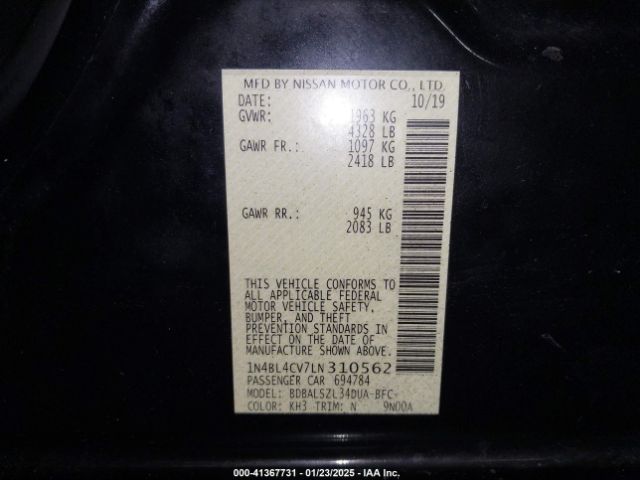 MFD BY NISSAN MOTOR CO., LTD.
DATE: 10/19
GVWR: 1963 KG
4328 LB
GAWR FR.: 1097 KG
2418 LB
GAWR RR.: 945 KG
2083 LB
THIS VEHICLE CONFORMS TO
ALL APPLICABLE FEDERAL
MOTOR VEHICLE SAFETY,
BUMPER, AND THEFT
PREVENTION STANDARDS IN
EFFECT ON THE DATE OF
MANUFACTURE SHOWN ABOVE.
1N4BL4CV7LN310562
PASSENGER CAR 694784
MODEL: BDBALSZL34DUA-BFC-
COLOR: KH3 TRIM: N 9N00A
000-41367731 - 01/23/2025 - IAA Inc.